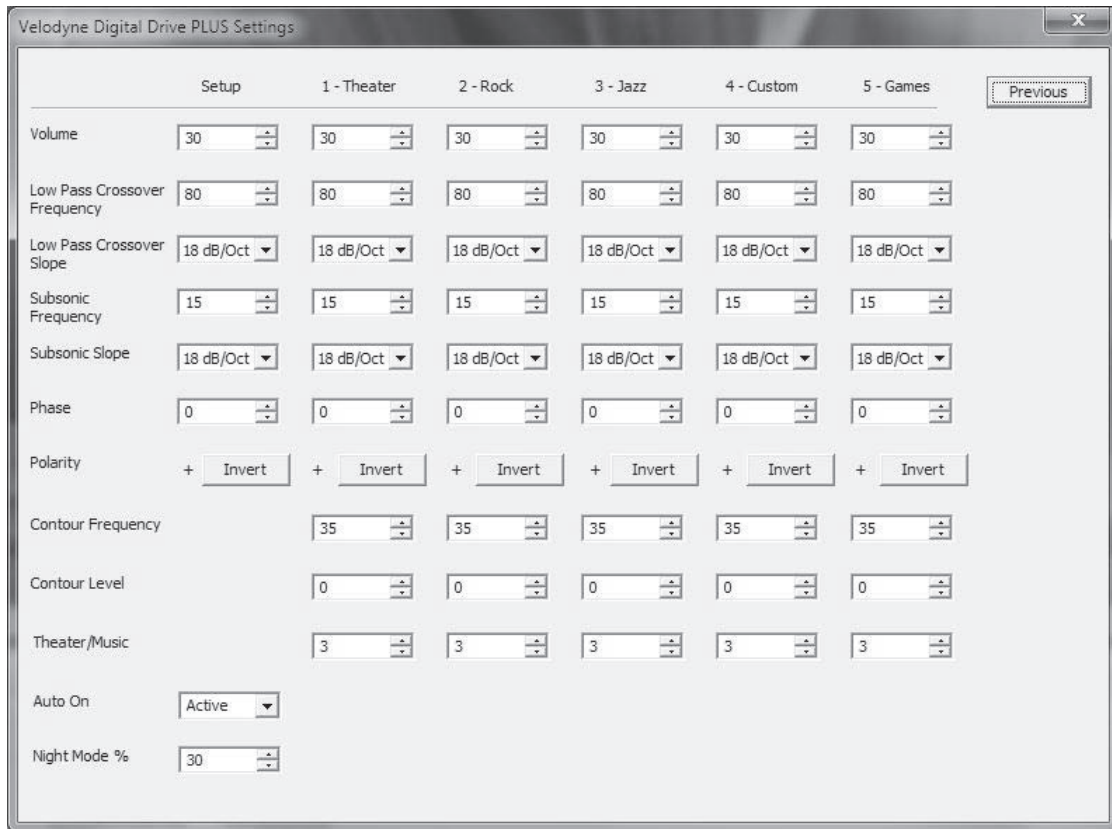 Velodyne Digital Drive PLUS Settings
X
Setup 1 - Theater 2 - Rock 3 - Jazz 4 - Custom 5 - Games Previous
Volume 30 30 30 30 30 30
Low Pass Crossover
Frequency 80 80 80 80 80 80
Low Pass Crossover
Slope 18 dB/Oct 18 dB/Oct 18 dB/Oct 18 dB/Oct 18 dB/Oct 18 dB/Oct
Subsonic
Frequency 15 15 15 15 15 15
Subsonic Slope 18 dB/Oct 18 dB/Oct 18 dB/Oct 18 dB/Oct 18 dB/Oct 18 dB/Oct
Phase 0 0 0 0 0 0
Polarity + Invert + Invert + Invert + Invert + Invert + Invert
Contour Frequency 35 35 35 35 35
Contour Level 0 0 0 0 0
Theater/Music 3 3 3 3 3
Auto On Active
Night Mode % 30